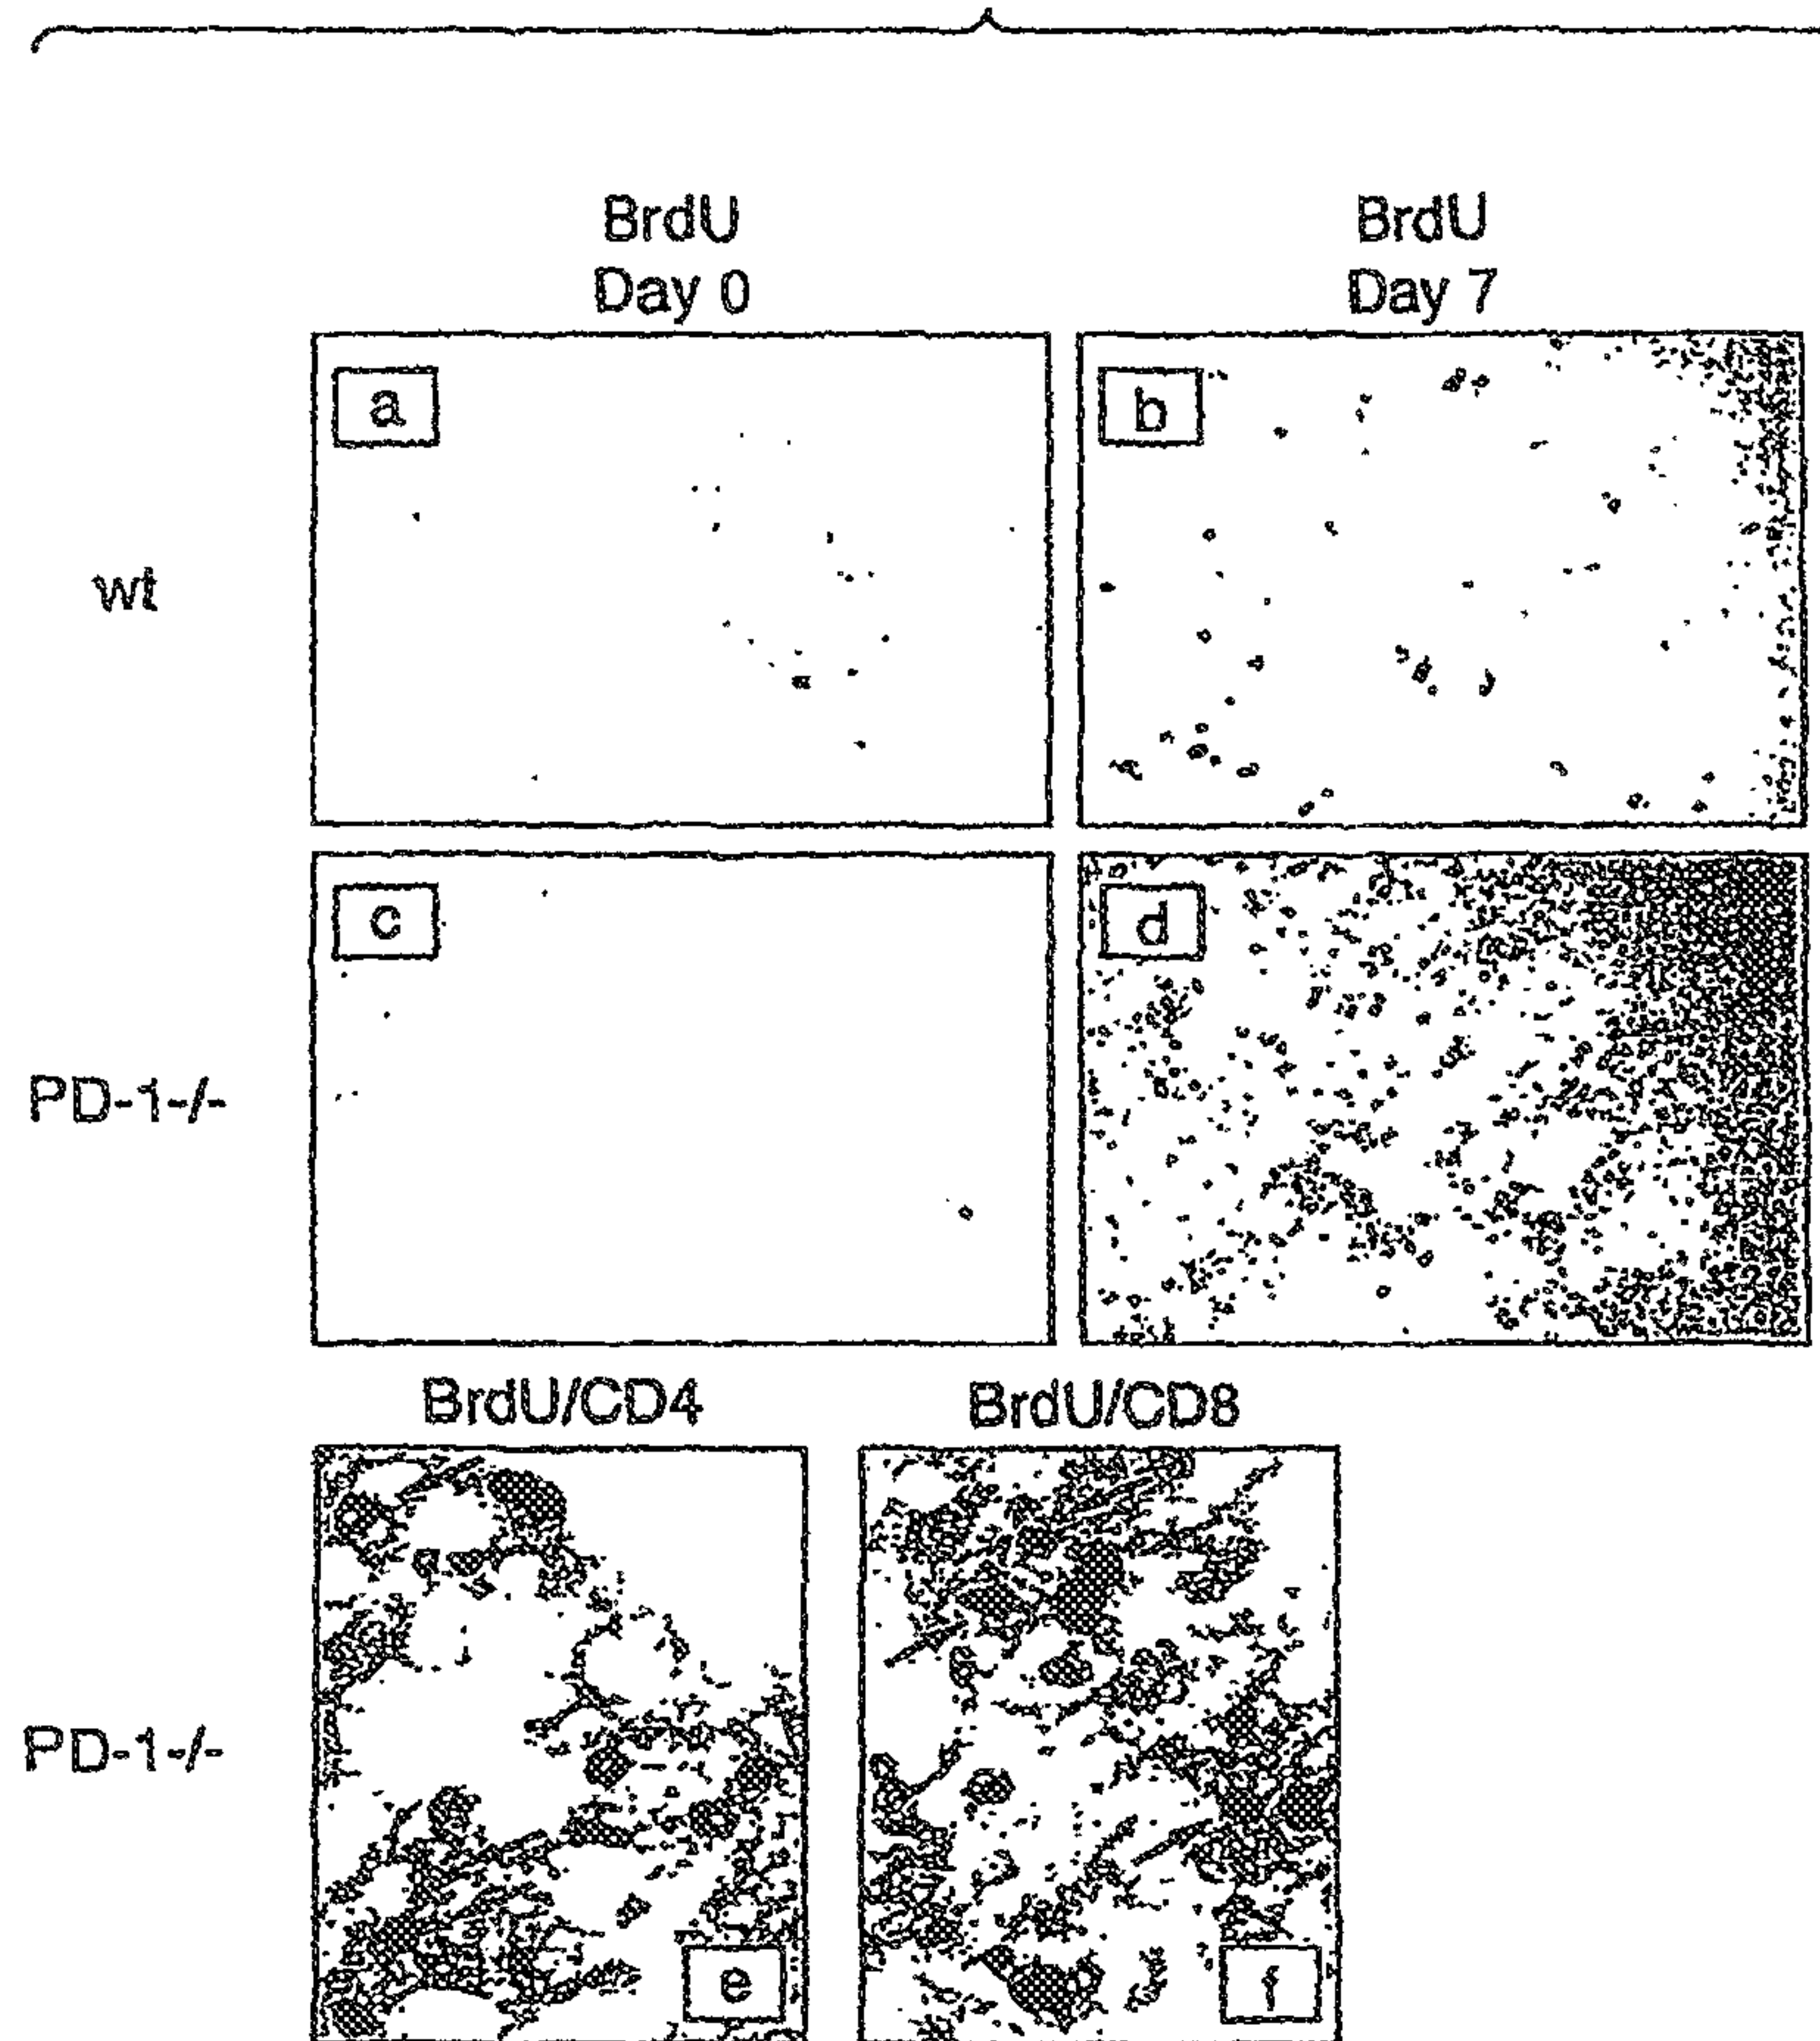 BrdU
Day 0
BrdU
Day 7
wt
a
b
PD-1-/-
c
d
BrdU/CD4
BrdU/CD8
PD-1-/-
e
f